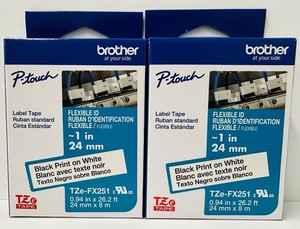 brother
at your side
P-touch
Label Tape
Ruban standard
Cinta Estándar
FLEXIBLE ID
RUBAN D'IDENTIFICATION
FLEXIBLE / FLEXIBLE
~1 in
24 mm
Black Print on White
Blanc avec texte noir
Texto Negro sobre Blanco
TZe-FX251
0.94 in x 26.2 ft
24 mm x 8 m
TZe
TAPE
brother
at your side
P-touch
Label Tape
Ruban standard
Cinta Estándar
FLEXIBLE ID
RUBAN D'IDENTIFICATION
FLEXIBLE / FLEXIBLE
~1 in
24 mm
Black Print on White
Blanc avec texte noir
Texto Negro sobre Blanco
TZe-FX251
0.94 in x 26.2 ft
24 mm x 8 m
TZe
TAPE